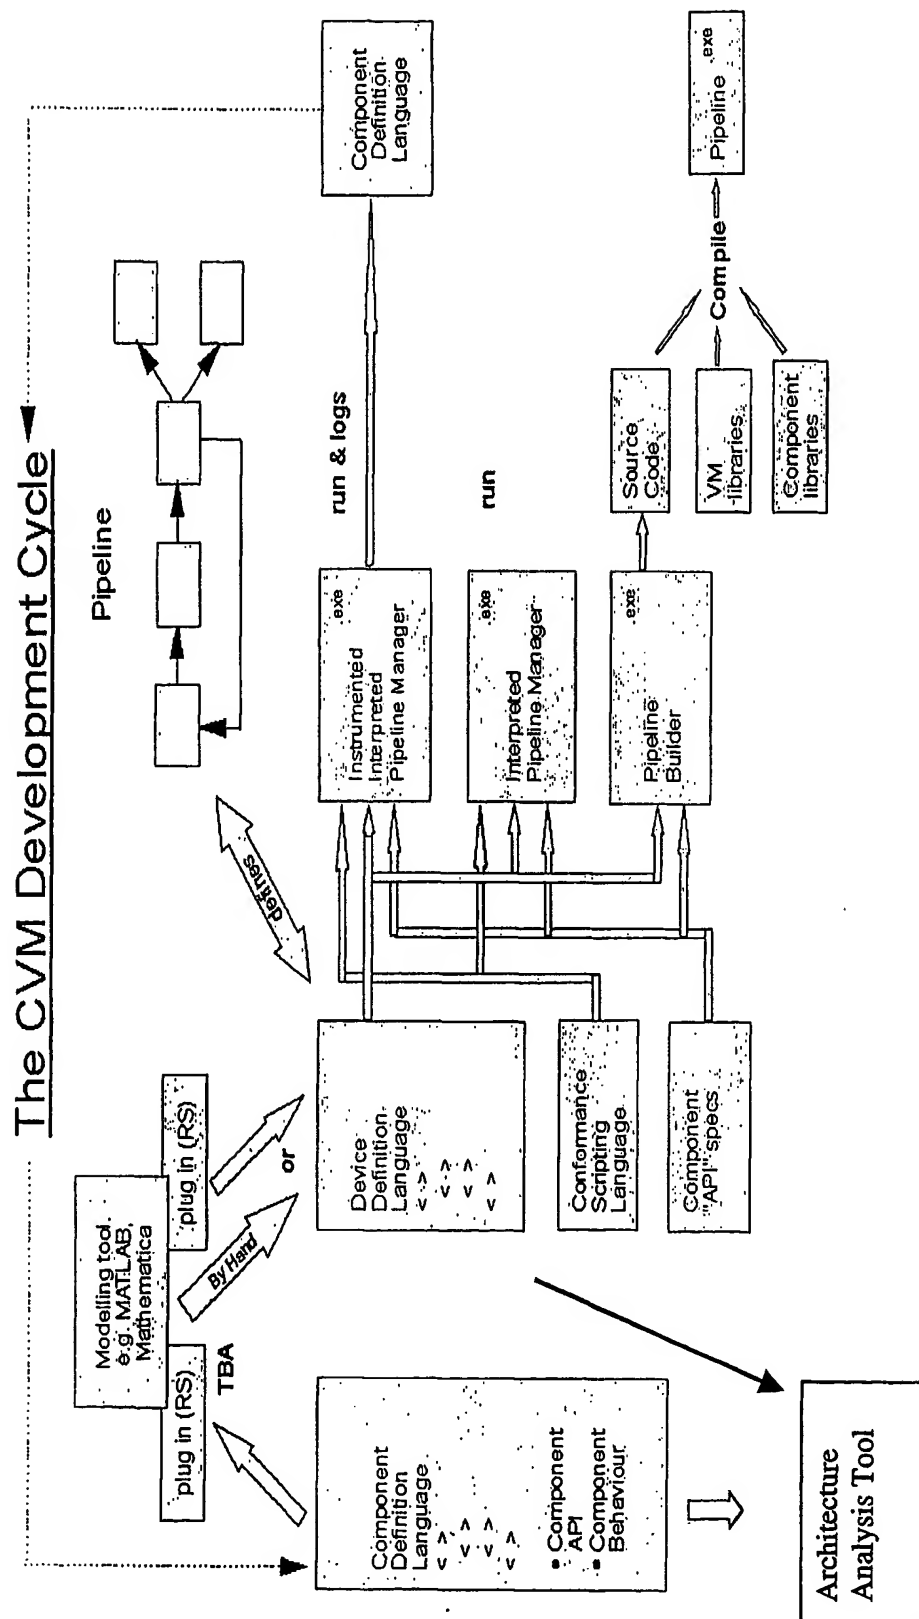 The CVM Development Cycle
Modelling tool.
e.g. MATLAB,
Mathematica
plug in (RS)
plug in (RS)
TBA
By Hand
or
defines
Pipeline
Component
Definition
Language
< >
< >
< >
< >
• Component
API
• Component
Behaviour
Device
Definition
Language
< >
< >
< >
< >
Conformance
Scripting
Language
Component
"API" specs
Instrumented
Interpreted
Pipeline Manager
exe
Interpreted
Pipeline Manager
exe
Pipeline
Builder
exe
run & logs
run
Component
Definition
Language
Source
Code
VM
libraries
Component
libraries
Compile
Pipeline
exe
Architecture
Analysis Tool